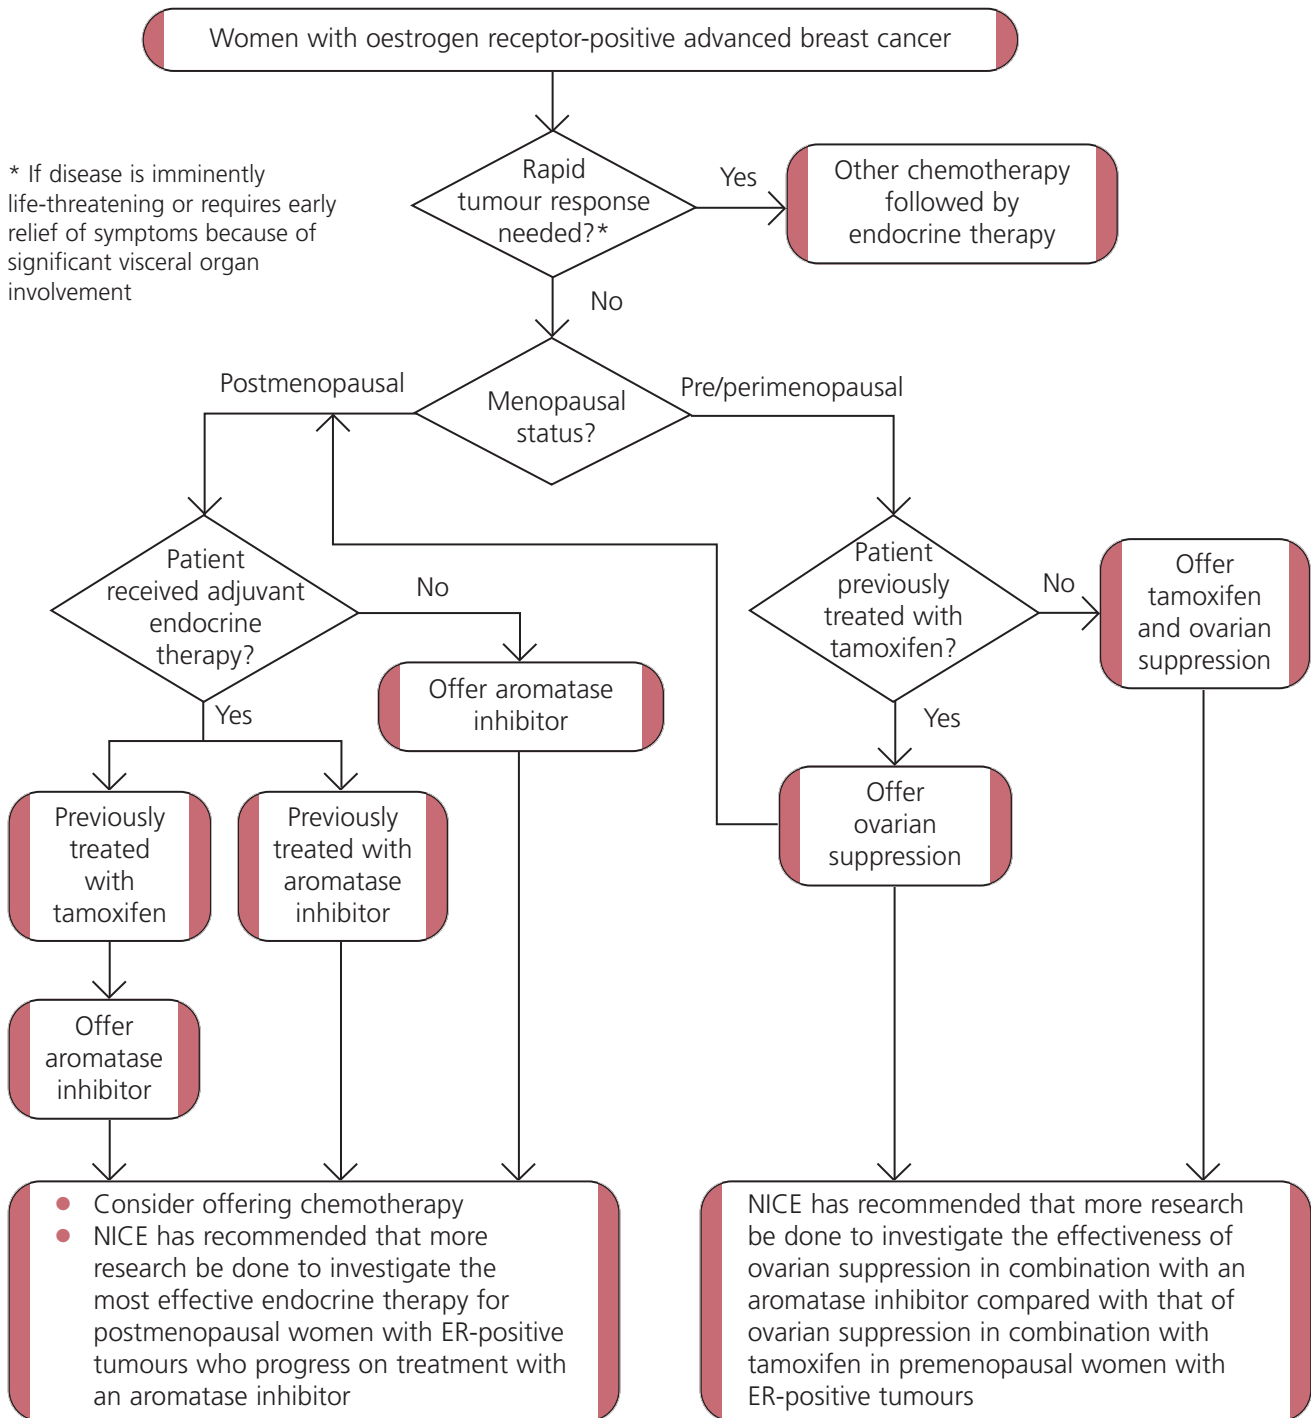 Women with oestrogen receptor-positive advanced breast cancer
* If disease is imminently
life-threatening or requires early
relief of symptoms because of
significant visceral organ
involvement
Rapid
tumour response
needed?*
Yes
Other chemotherapy
followed by
endocrine therapy
No
Postmenopausal
Menopausal
status?
Pre/perimenopausal
Patient
received adjuvant
endocrine
therapy?
No
Offer aromatase
inhibitor
Yes
Previously
treated
with
tamoxifen
Previously
treated with
aromatase
inhibitor
Offer
aromatase
inhibitor
Patient
previously
treated with
tamoxifen?
No
Offer
tamoxifen
and ovarian
suppression
Yes
Offer
ovarian
suppression
• Consider offering chemotherapy
• NICE has recommended that more
research be done to investigate the
most effective endocrine therapy for
postmenopausal women with ER-positive
tumours who progress on treatment with
an aromatase inhibitor
NICE has recommended that more research
be done to investigate the effectiveness of
ovarian suppression in combination with an
aromatase inhibitor compared with that of
ovarian suppression in combination with
tamoxifen in premenopausal women with
ER-positive tumours